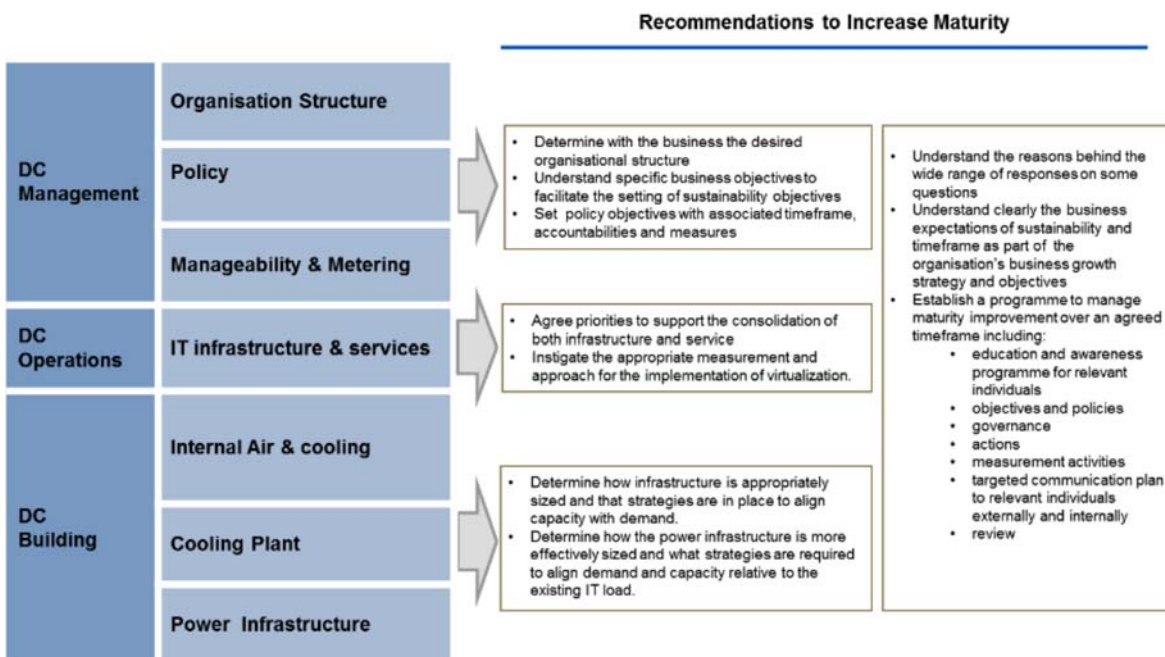 Recommendations to Increase Maturity
DC
Management
Organisation Structure
Policy
Manageability & Metering
• Determine with the business the desired
organisational structure
• Understand specific business objectives to
facilitate the setting of sustainability objectives
• Set policy objectives with associated timeframe,
accountabilities and measures
DC
Operations
IT infrastructure & services
• Agree priorities to support the consolidation of
both infrastructure and service
• Instigate the appropriate measurement and
approach for the implementation of virtualization.
DC
Building
Internal Air & cooling
Cooling Plant
Power Infrastructure
• Determine how infrastructure is appropriately
sized and that strategies are in place to align
capacity with demand.
• Determine how the power infrastructure is more
effectively sized and what strategies are required
to align demand and capacity relative to the
existing IT load.
• Understand the reasons behind the
wide range of responses on some
questions
• Understand clearly the business
expectations of sustainability and
timeframe as part of the
organisation's business growth
strategy and objectives
• Establish a programme to manage
maturity improvement over an agreed
timeframe including:
• education and awareness
programme for relevant
individuals
• objectives and policies
• governance
• actions
• measurement activities
• targeted communication plan
to relevant individuals
externally and internally
• review